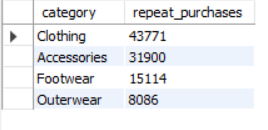 category repeat_purchases
Clothing 43771
Accessories 31900
Footwear 15114
Outerwear 8086